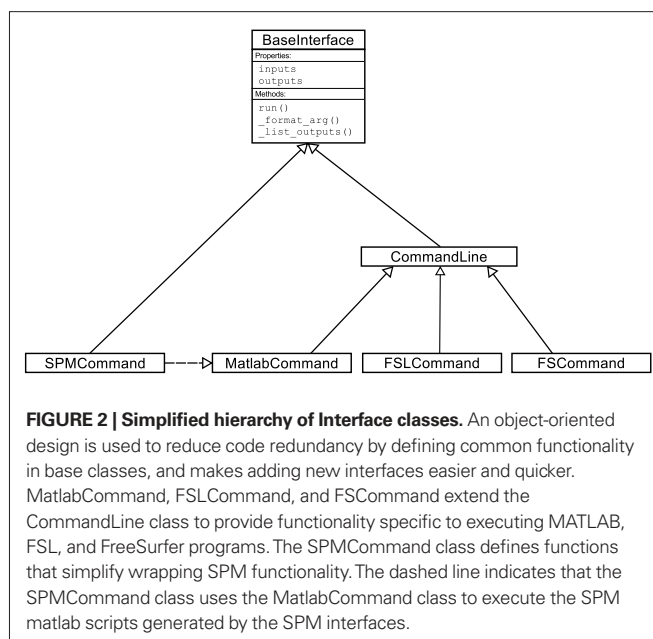 BaseInterface
Properties:
inputs
outputs
Methods:
run()
_format_arg()
_list_outputs()
CommandLine
SPMCommand
MatlabCommand
FSLCommand
FSCommand
FIGURE 2 | Simplified hierarchy of Interface classes. An object-oriented
design is used to reduce code redundancy by defining common functionality
in base classes, and makes adding new interfaces easier and quicker.
MatlabCommand, FSLCommand, and FSCommand extend the
CommandLine class to provide functionality specific to executing MATLAB,
FSL, and FreeSurfer programs. The SPMCommand class defines functions
that simplify wrapping SPM functionality. The dashed line indicates that the
SPMCommand class uses the MatlabCommand class to execute the SPM
matlab scripts generated by the SPM interfaces.